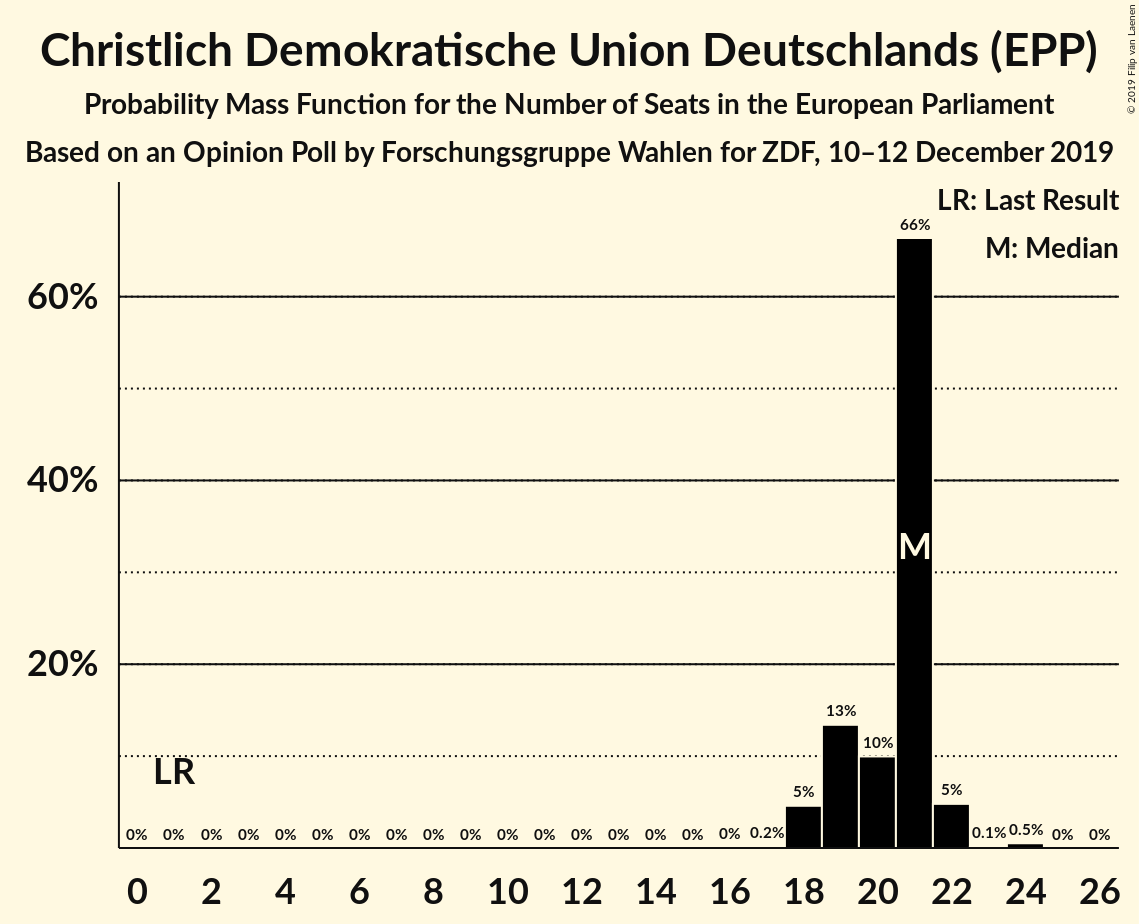 Christlich Demokratische Union Deutschlands (EPP)
Probability Mass Function for the Number of Seats in the European Parliament
Based on an Opinion Poll by Forschungsgruppe Wahlen for ZDF, 10–12 December 2019
© 2019 Filip van Laenen
LR: Last Result
M: Median
66%
60%
40%
M
20%
13%
10%
LR
5%
5%
0% 0% 0% 0% 0% 0% 0% 0% 0% 0% 0% 0% 0% 0% 0% 0% 0% 0.2% 0.1% 0.5% 0% 0%
0 2 4 6 8 10 12 14 16 18 20 22 24 26